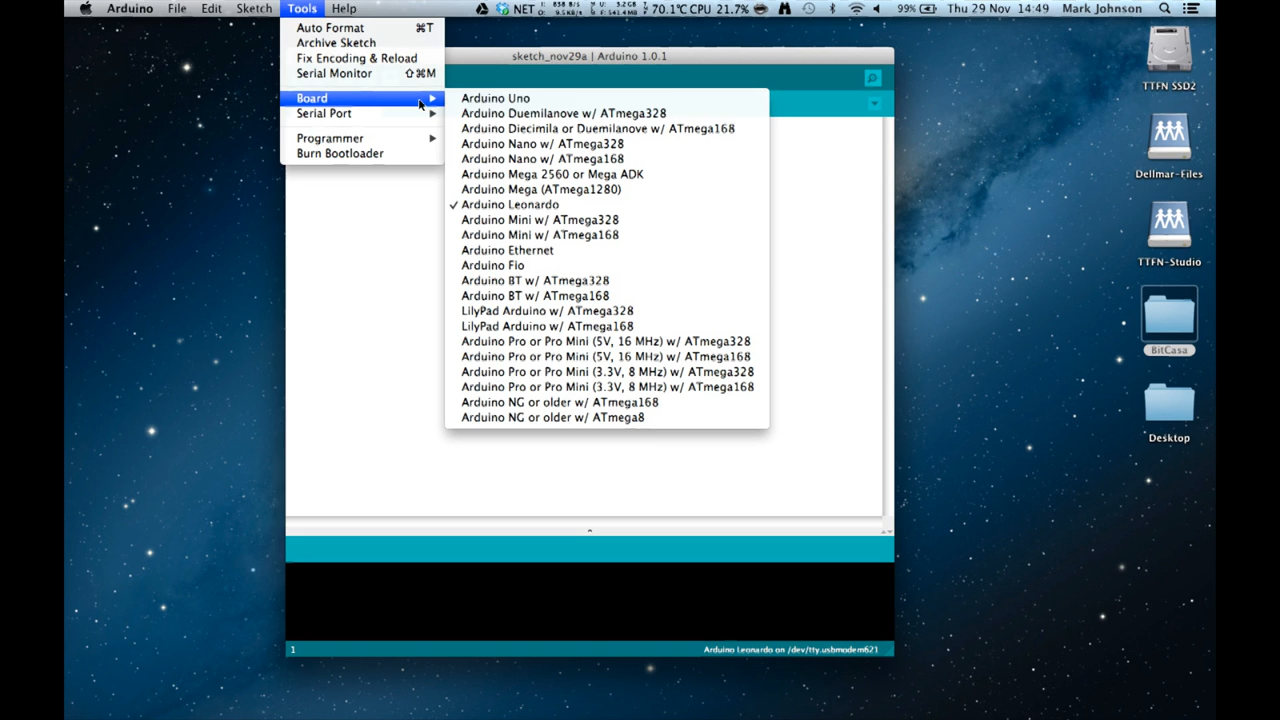 Arduino File Edit Sketch Tools Help NET 70.1°C CPU 21.7% 99% Thu 29 Nov 14:49 Mark Johnson
Auto Format ⌘T
Archive Sketch
Fix Encoding & Reload
Serial Monitor ⇧⌘M
Board
Serial Port
Programmer
Burn Bootloader
sketch_nov29a | Arduino 1.0.1
Arduino Uno
Arduino Duemilanove w/ ATmega328
Arduino Diecimila or Duemilanove w/ ATmega168
Arduino Nano w/ ATmega328
Arduino Nano w/ ATmega168
Arduino Mega 2560 or Mega ADK
Arduino Mega (ATmega1280)
✓ Arduino Leonardo
Arduino Mini w/ ATmega328
Arduino Mini w/ ATmega168
Arduino Ethernet
Arduino Fio
Arduino BT w/ ATmega328
Arduino BT w/ ATmega168
LilyPad Arduino w/ ATmega328
LilyPad Arduino w/ ATmega168
Arduino Pro or Pro Mini (5V, 16 MHz) w/ ATmega328
Arduino Pro or Pro Mini (5V, 16 MHz) w/ ATmega168
Arduino Pro or Pro Mini (3.3V, 8 MHz) w/ ATmega328
Arduino Pro or Pro Mini (3.3V, 8 MHz) w/ ATmega168
Arduino NG or older w/ ATmega168
Arduino NG or older w/ ATmega8
1 Arduino Leonardo on /dev/tty.usbmodem621
TTFN SSD2
Dellmar-Files
TTFN-Studio
BitCasa
Desktop